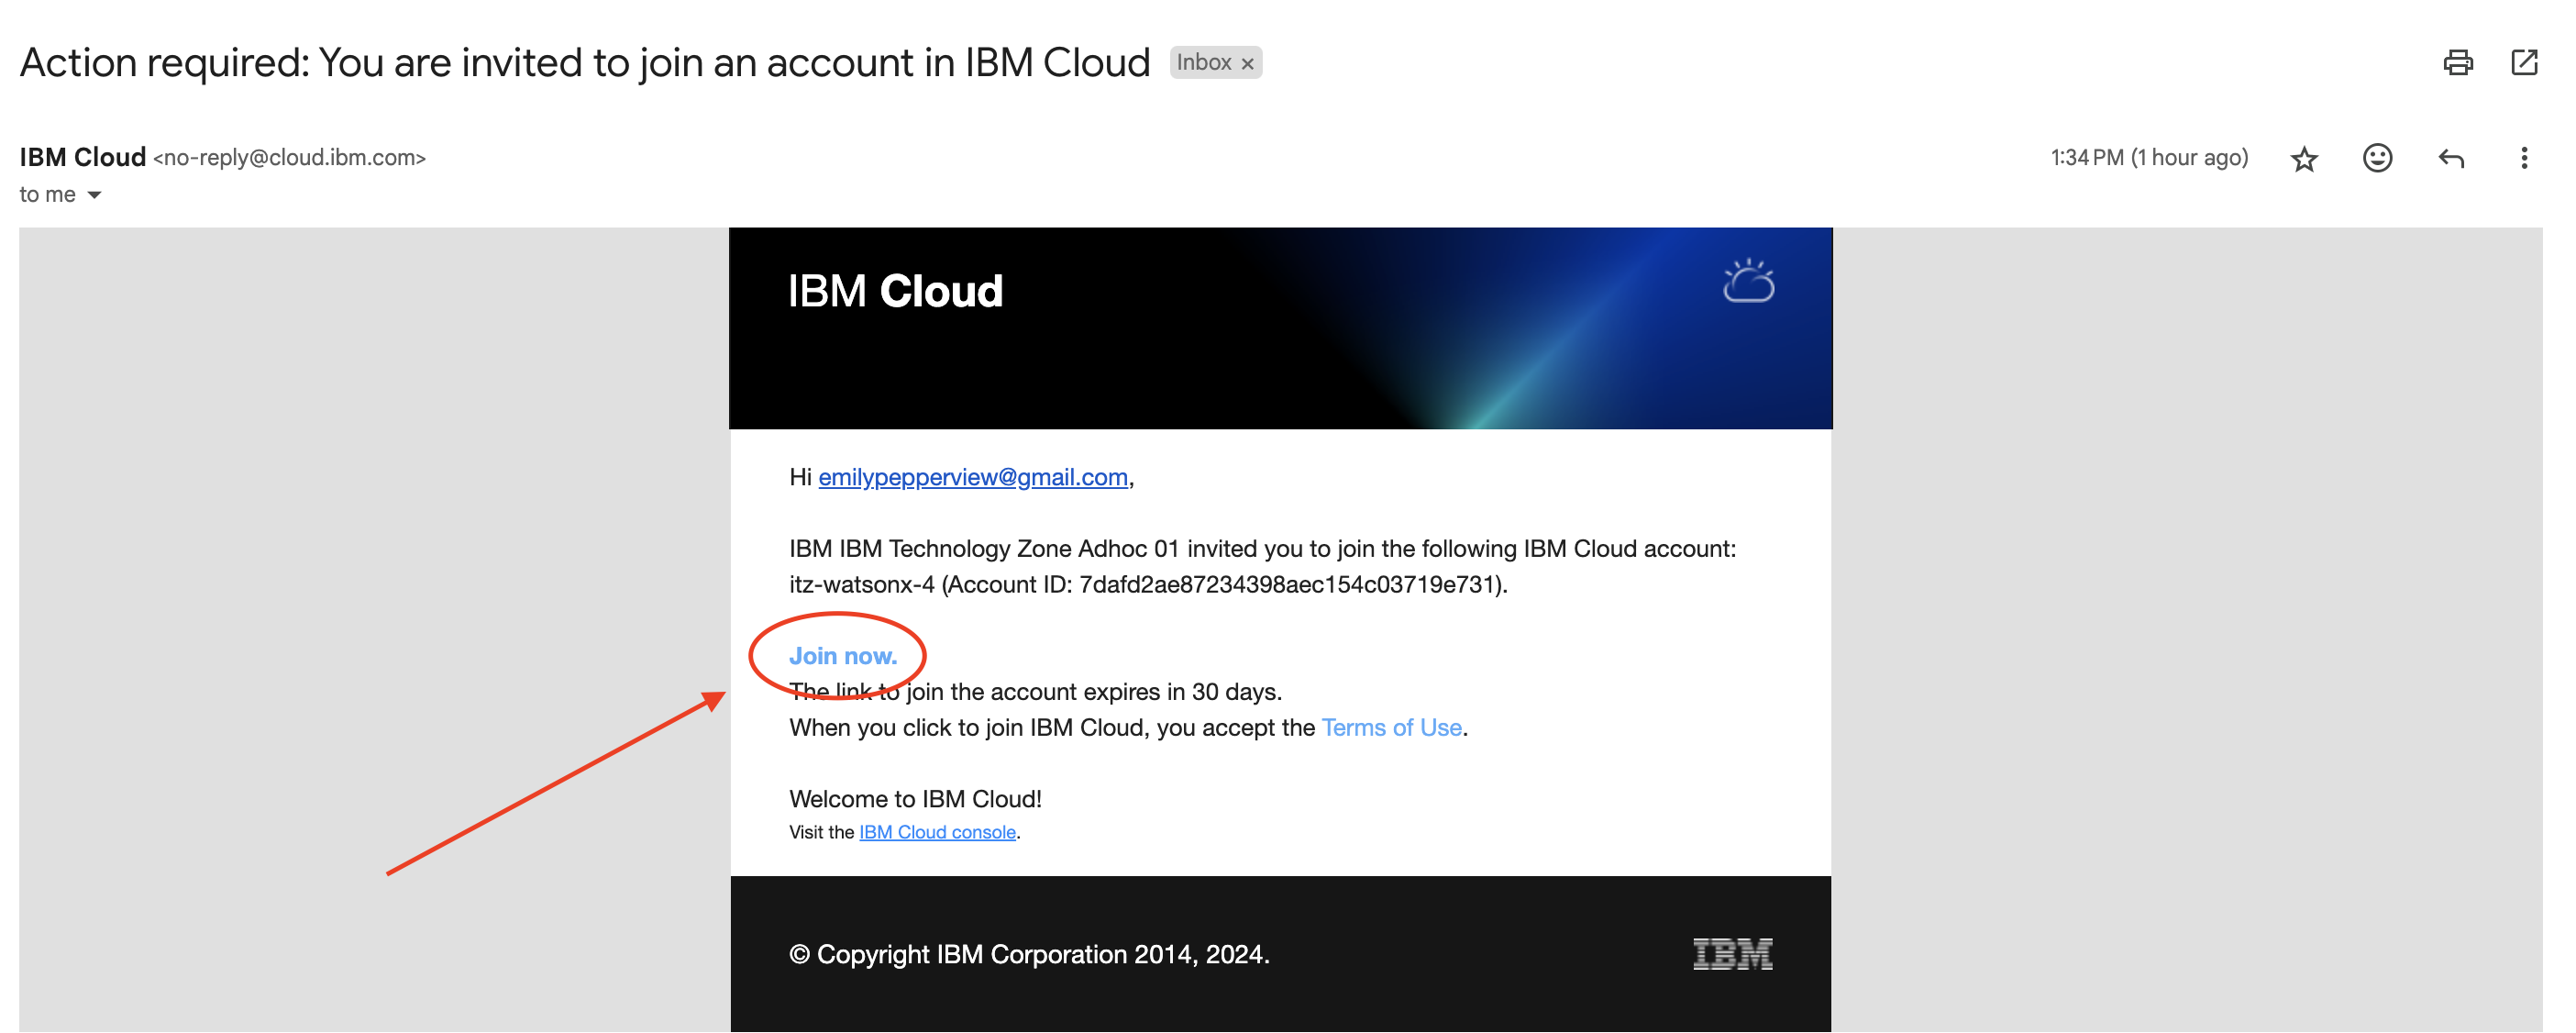 Action required: You are invited to join an account in IBM Cloud Inbox ×
IBM Cloud <no-reply@cloud.ibm.com> 1:34 PM (1 hour ago)
to me
IBM Cloud
Hi emilypepperview@gmail.com,
IBM IBM Technology Zone Adhoc 01 invited you to join the following IBM Cloud account:
itz-watsonx-4 (Account ID: 7dafd2ae87234398aec154c03719e731).
Join now.
The link to join the account expires in 30 days.
When you click to join IBM Cloud, you accept the Terms of Use.
Welcome to IBM Cloud!
Visit the IBM Cloud console.
© Copyright IBM Corporation 2014, 2024. IBM